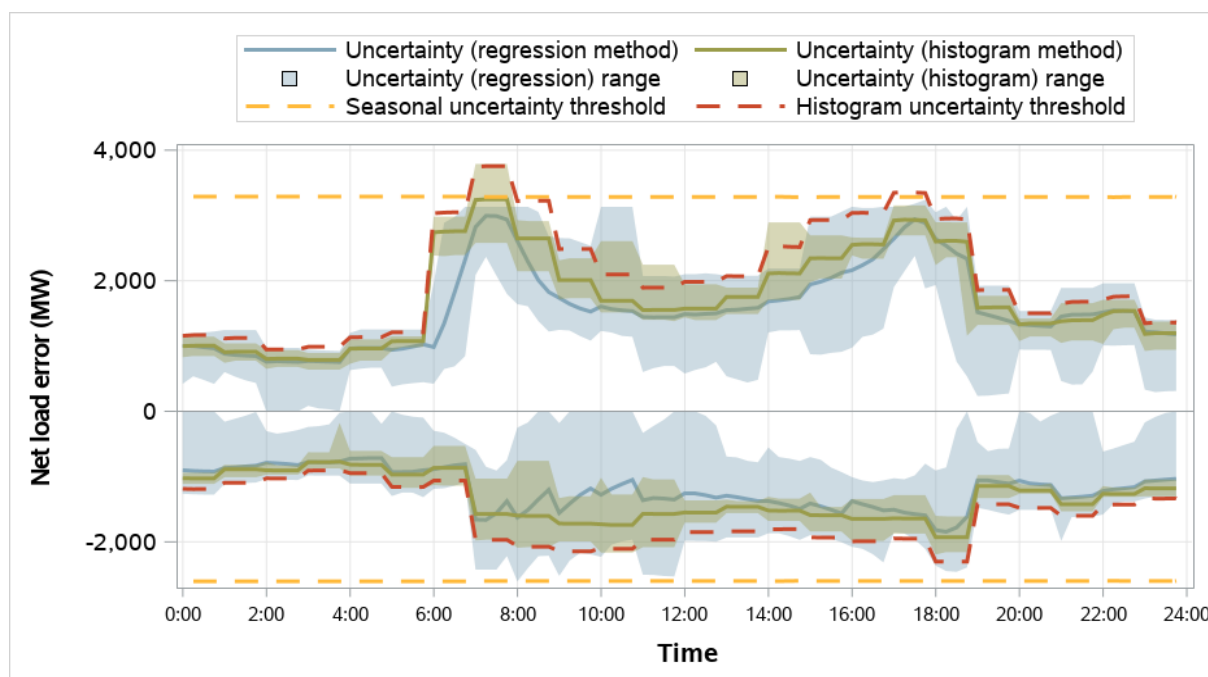 Uncertainty (regression method) Uncertainty (histogram method)
Uncertainty (regression) range Uncertainty (histogram) range
Seasonal uncertainty threshold Histogram uncertainty threshold
4,000
2,000
0
-2,000
Net load error (MW)
0:00 2:00 4:00 6:00 8:00 10:00 12:00 14:00 16:00 18:00 20:00 22:00 24:00
Time